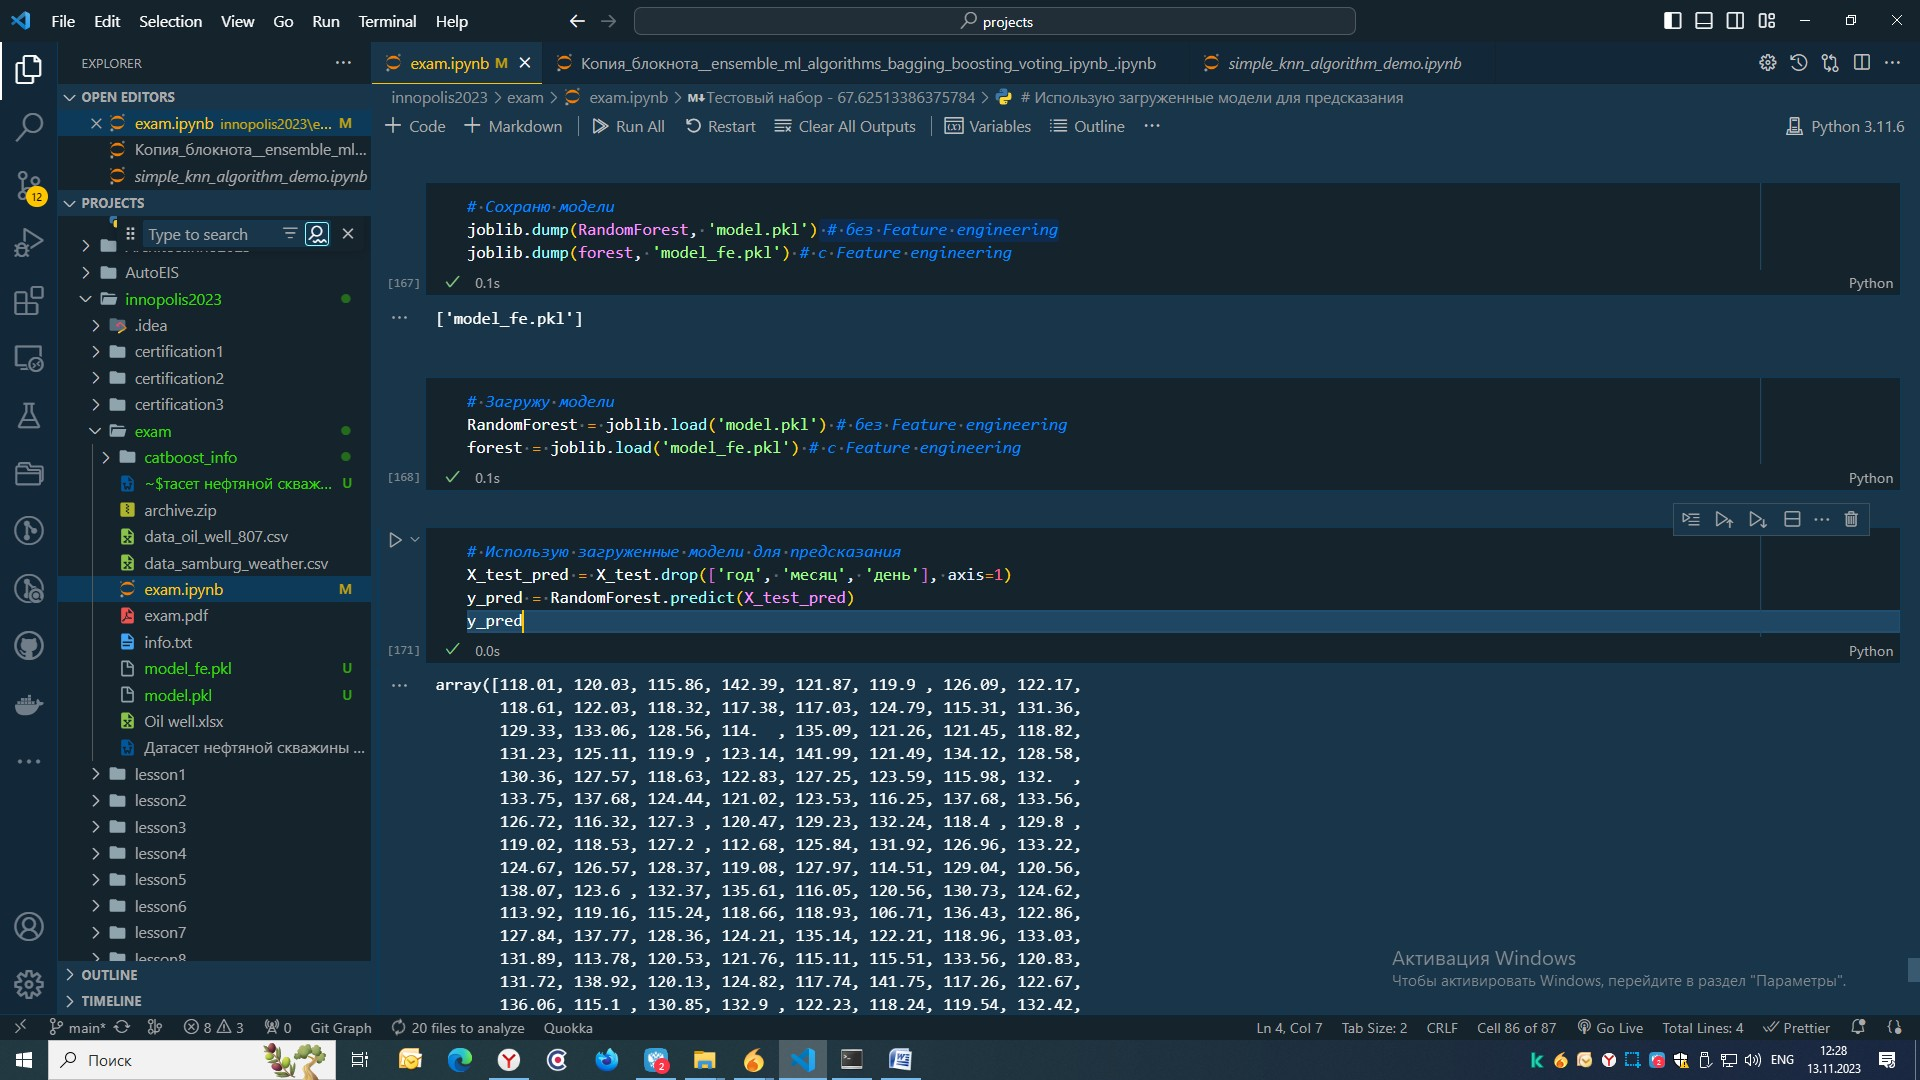 File Edit Selection View Go Run Terminal Help
projects
EXPLORER
exam.ipynb M
Копия_блокнота__ensemble_ml_algorithms_bagging_boosting_voting_ipynb_.ipynb
simple_knn_algorithm_demo.ipynb
OPEN EDITORS
exam.ipynb innopolis2023\e... M
Копия_блокнота__ensemble_ml...
simple_knn_algorithm_demo.ipynb
PROJECTS
Type to search
AutoEIS
innopolis2023
.idea
certification1
certification2
certification3
exam
catboost_info
~$тасет нефтяной скваж... U
archive.zip
data_oil_well_807.csv
data_samburg_weather.csv
exam.ipynb M
exam.pdf
info.txt
model_fe.pkl U
model.pkl U
Oil well.xlsx
Датасет нефтяной скважины ...
lesson1
lesson2
lesson3
lesson4
lesson5
lesson6
lesson7
lesson8
OUTLINE
TIMELINE
12
innopolis2023 > exam > exam.ipynb > M↓Тестовый набор - 67.62513386375784 > # Использую загруженные модели для предсказания
+ Code + Markdown Run All Restart Clear All Outputs Variables Outline ... Python 3.11.6
# Сохраню модели
joblib.dump(RandomForest, 'model.pkl') # без Feature engineering
joblib.dump(forest, 'model_fe.pkl') # с Feature engineering
[167] 0.1s Python
['model_fe.pkl']
# Загружу модели
RandomForest = joblib.load('model.pkl') # без Feature engineering
forest = joblib.load('model_fe.pkl') # с Feature engineering
[168] 0.1s Python
# Использую загруженные модели для предсказания
X_test_pred = X_test.drop(['год', 'месяц', 'день'], axis=1)
y_pred = RandomForest.predict(X_test_pred)
y_pred
[171] 0.0s Python
array([118.01, 120.03, 115.86, 142.39, 121.87, 119.9 , 126.09, 122.17,
118.61, 122.03, 118.32, 117.38, 117.03, 124.79, 115.31, 131.36,
129.33, 133.06, 128.56, 114. , 135.09, 121.26, 121.45, 118.82,
131.23, 125.11, 119.9 , 123.14, 141.99, 121.49, 134.12, 128.58,
130.36, 127.57, 118.63, 122.83, 127.25, 123.59, 115.98, 132. ,
133.75, 137.68, 124.44, 121.02, 123.53, 116.25, 137.68, 133.56,
126.72, 116.32, 127.3 , 120.47, 129.23, 132.24, 118.4 , 129.8 ,
119.02, 118.53, 127.2 , 112.68, 125.84, 131.92, 126.96, 133.22,
124.67, 126.57, 128.37, 119.08, 127.97, 114.51, 129.04, 120.56,
138.07, 123.6 , 132.37, 135.61, 116.05, 120.56, 130.73, 124.62,
113.92, 119.16, 115.24, 118.66, 118.93, 106.71, 136.43, 122.86,
127.84, 137.77, 128.36, 124.21, 135.14, 122.21, 118.96, 133.03,
131.89, 113.78, 120.53, 121.76, 115.11, 115.51, 133.56, 120.83,
131.72, 138.92, 120.13, 124.82, 117.74, 141.75, 117.26, 122.67,
136.06, 115.1 , 130.85, 132.9 , 122.23, 118.24, 119.54, 132.42,
Активация Windows
Чтобы активировать Windows, перейдите в раздел "Параметры".
main* 8 3 0 Git Graph 20 files to analyze Quokka Ln 4, Col 7 Tab Size: 2 CRLF Cell 86 of 87 Go Live Total Lines: 4 Prettier
Поиск
ENG
12:28
13.11.2023